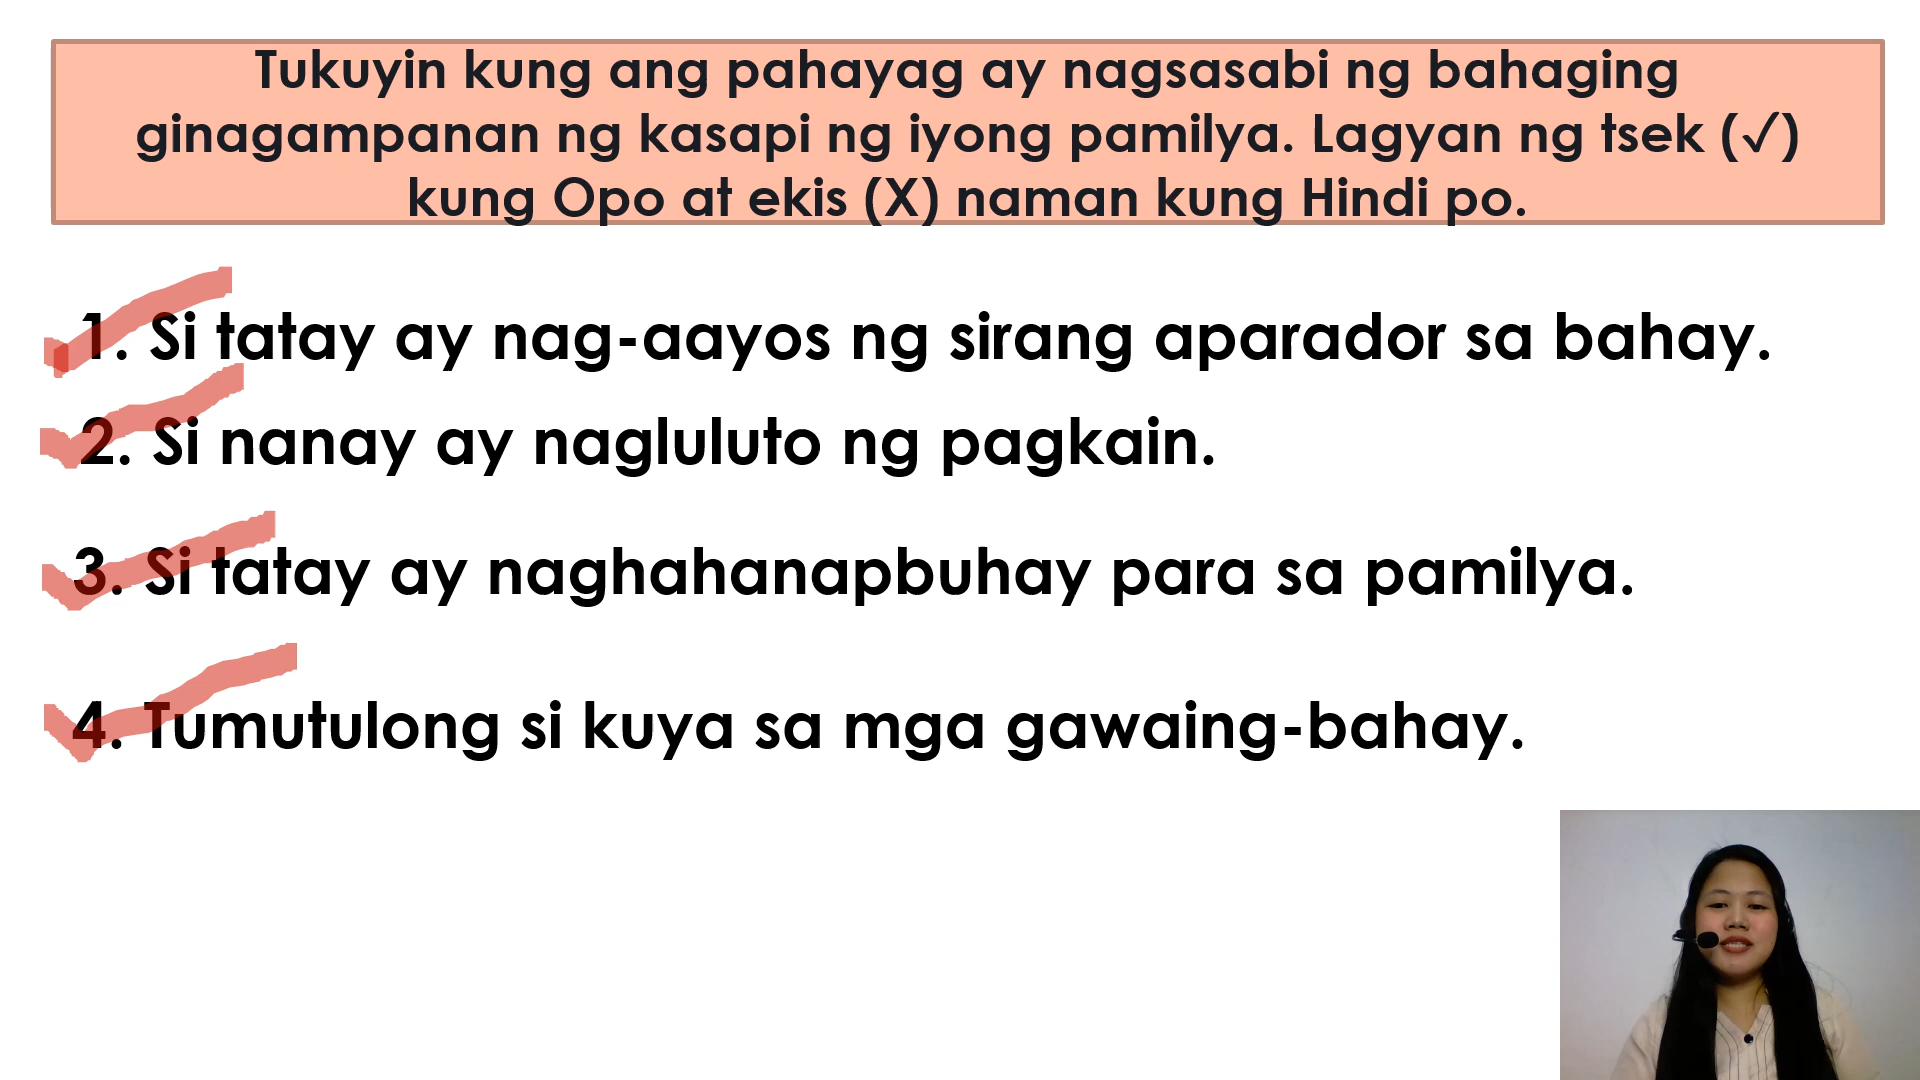 Tukuyin kung ang pahayag ay nagsasabi ng bahaging
ginagampanan ng kasapi ng iyong pamilya. Lagyan ng tsek (✓)
kung Opo at ekis (X) naman kung Hindi po.
1. Si tatay ay nag-aayos ng sirang aparador sa bahay.
2. Si nanay ay nagluluto ng pagkain.
3. Si tatay ay naghahanapbuhay para sa pamilya.
4. Tumutulong si kuya sa mga gawaing-bahay.